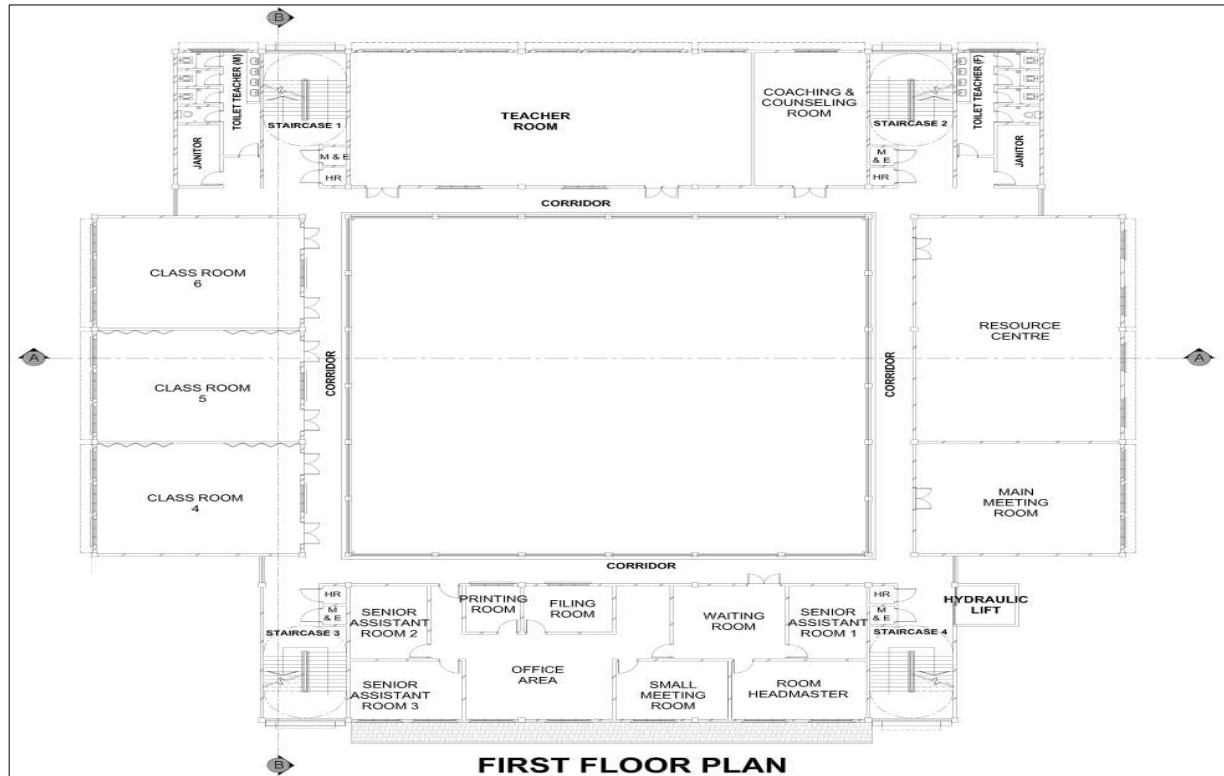 B
TOILET TEACHER (M)
JANITOR
STAIRCASE 1
M & E
HR
TEACHER
ROOM
COACHING &
COUNSELING
ROOM
STAIRCASE 2
M
& E
HR
TOILET TEACHER (F)
JANITOR
CORRIDOR
CLASS ROOM
6
RESOURCE
CENTRE
A
CORRIDOR
CORRIDOR
A
CLASS ROOM
5
CLASS ROOM
4
MAIN
MEETING
ROOM
CORRIDOR
HR
M
& E
STAIRCASE 3
SENIOR
ASSISTANT
ROOM 2
PRINTING
ROOM
FILING
ROOM
WAITING
ROOM
SENIOR
ASSISTANT
ROOM 1
HR
M
& E
STAIRCASE 4
HYDRAULIC
LIFT
SENIOR
ASSISTANT
ROOM 3
OFFICE
AREA
SMALL
MEETING
ROOM
ROOM
HEADMASTER
B
FIRST FLOOR PLAN